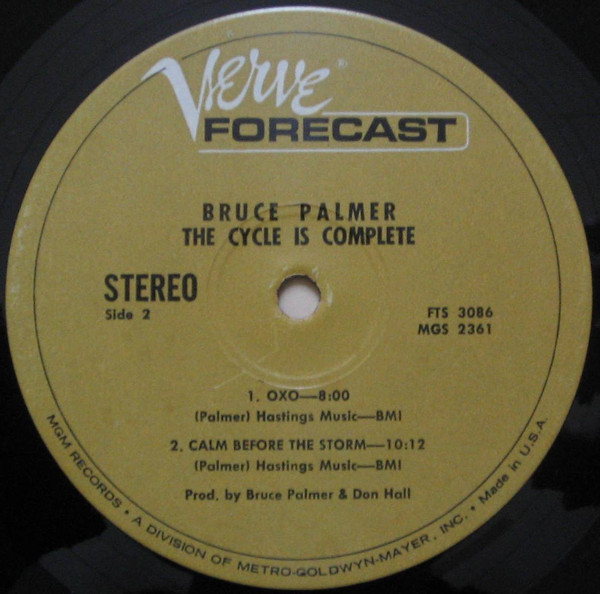 Verve®
FORECAST
BRUCE PALMER
THE CYCLE IS COMPLETE
STEREO
Side 2
FTS 3086
MGS 2361
1. OXO—8:00
(Palmer) Hastings Music—BMI
2. CALM BEFORE THE STORM—10:12
(Palmer) Hastings Music—BMI
Prod. by Bruce Palmer & Don Hall
MGM RECORDS • A DIVISION OF METRO-GOLDWYN-MAYER, INC. • Made in U.S.A.